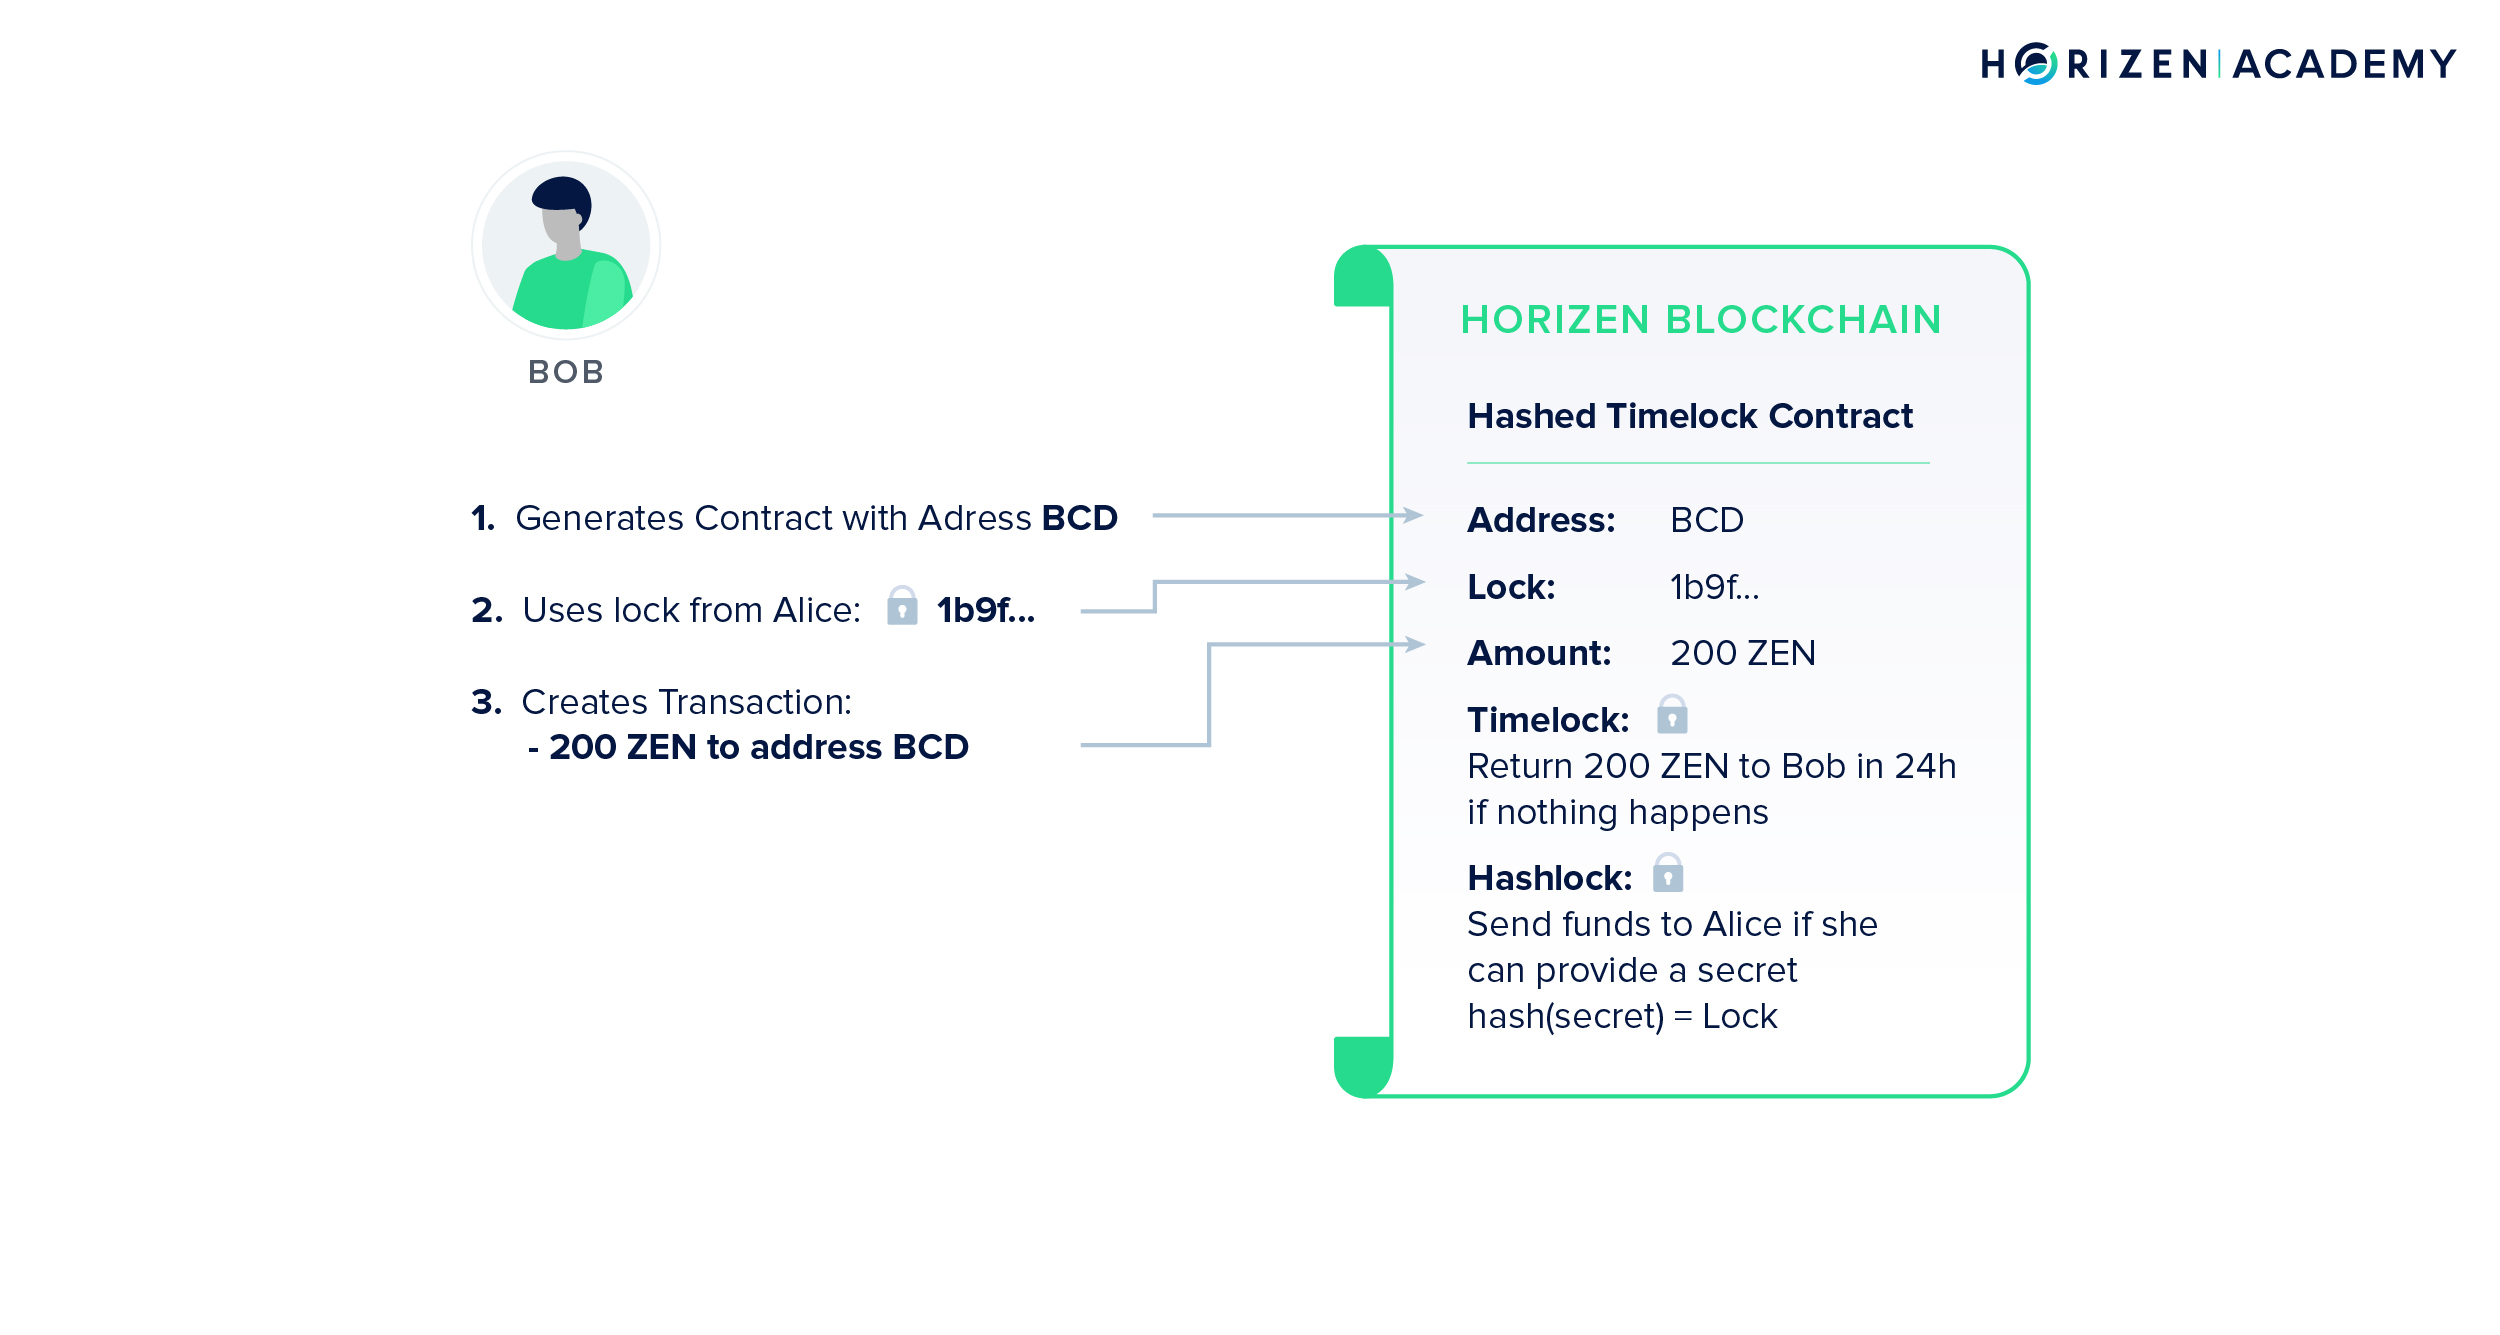 HORIZEN | ACADEMY
BOB
1. Generates Contract with Adress BCD
2. Uses lock from Alice: 1b9f...
3. Creates Transaction:
- 200 ZEN to address BCD
HORIZEN BLOCKCHAIN
Hashed Timelock Contract
Address: BCD
Lock: 1b9f...
Amount: 200 ZEN
Timelock:
Return 200 ZEN to Bob in 24h
if nothing happens
Hashlock:
Send funds to Alice if she
can provide a secret
hash(secret) = Lock